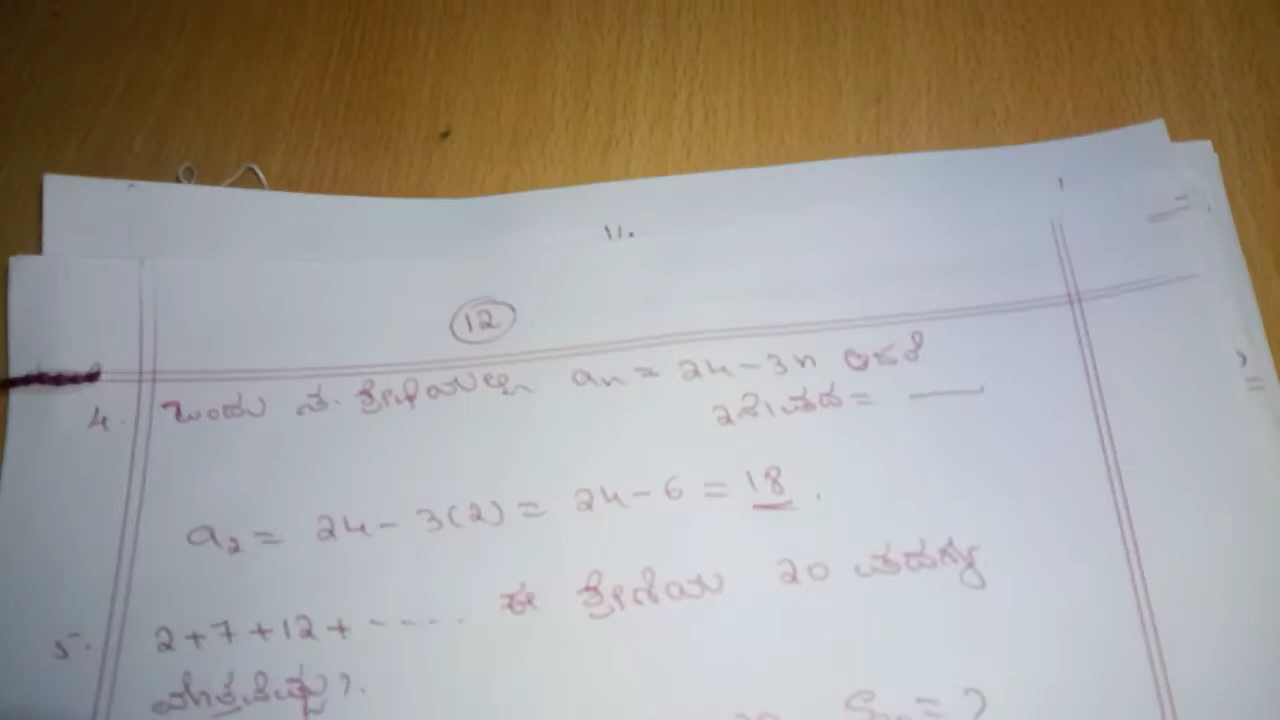 11.
12
4. ಒಂದು ಸ. ಶ್ರೇಢಿಯಲ್ಲಿ an = 24 - 3n ಆದರೆ
2ನೇ ಪದ = ——
a2 = 24 - 3(2) = 24 - 6 = 18.
5. 2+7+12+ ----- ಈ ಶ್ರೇಣಿಯ 20 ಪದಗಳ
ಮೊತ್ತವೆಷ್ಟು?.
= ?